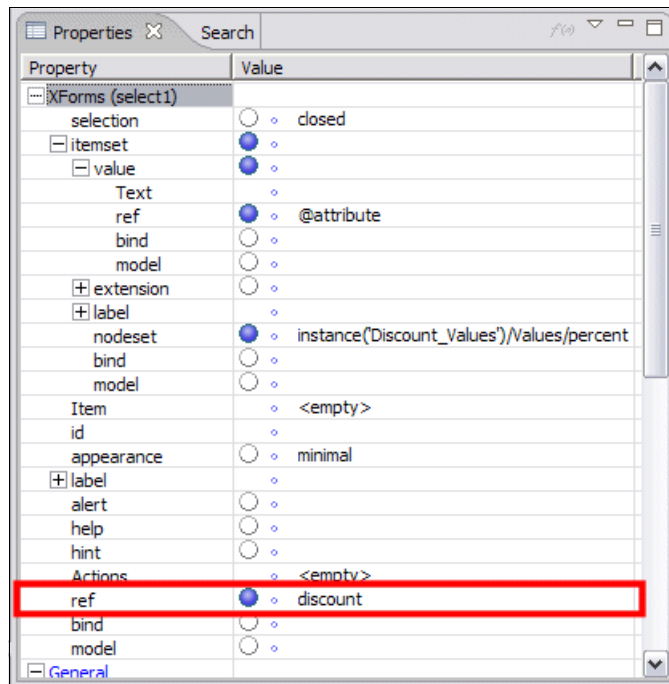 Properties Search
Property Value
XForms (select1)
selection closed
itemset
value
Text
ref @attribute
bind
model
extension
label
nodeset instance('Discount_Values')/Values/percent
bind
model
Item <empty>
id
appearance minimal
label
alert
help
hint
Actions <empty>
ref discount
bind
model
General